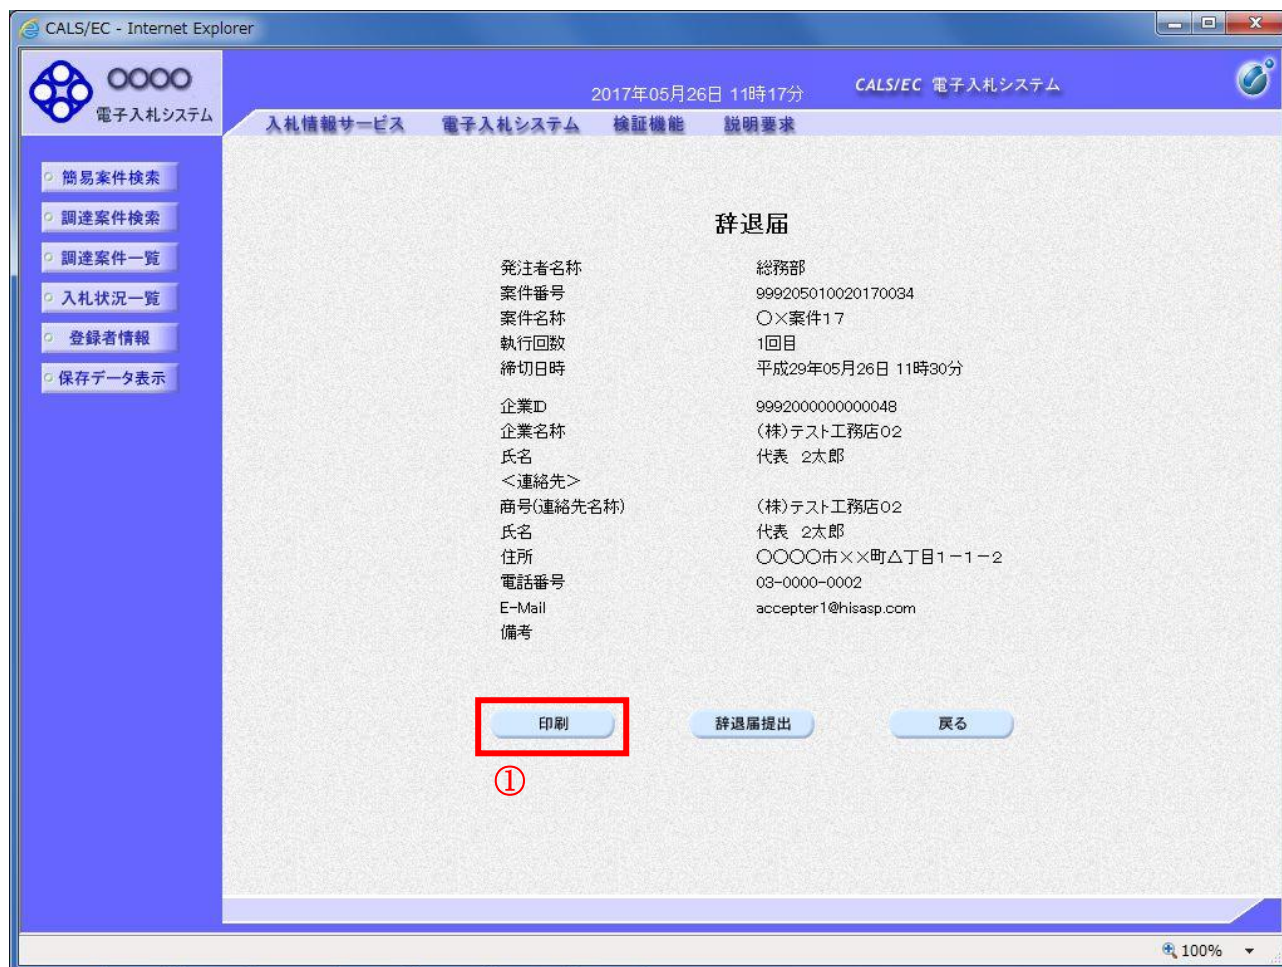 CALS/EC - Internet Explorer
〇〇〇〇
電子入札システム
2017年05月26日 11時17分
CALS/EC 電子入札システム
入札情報サービス 電子入札システム 検証機能 説明要求
簡易案件検索
調達案件検索
調達案件一覧
入札状況一覧
登録者情報
保存データ表示
辞退届
発注者名称 総務部
案件番号 999205010020170034
案件名称 〇×案件17
執行回数 1回目
締切日時 平成29年05月26日 11時30分
企業ID 9992000000000048
企業名称 (株)テスト工務店02
氏名 代表 2太郎
<連絡先>
商号(連絡先名称) (株)テスト工務店02
氏名 代表 2太郎
住所 〇〇〇〇市××町△丁目1-1-2
電話番号 03-0000-0002
E-Mail accepter1@hisasp.com
備考
印刷 辞退届提出 戻る
①
100%